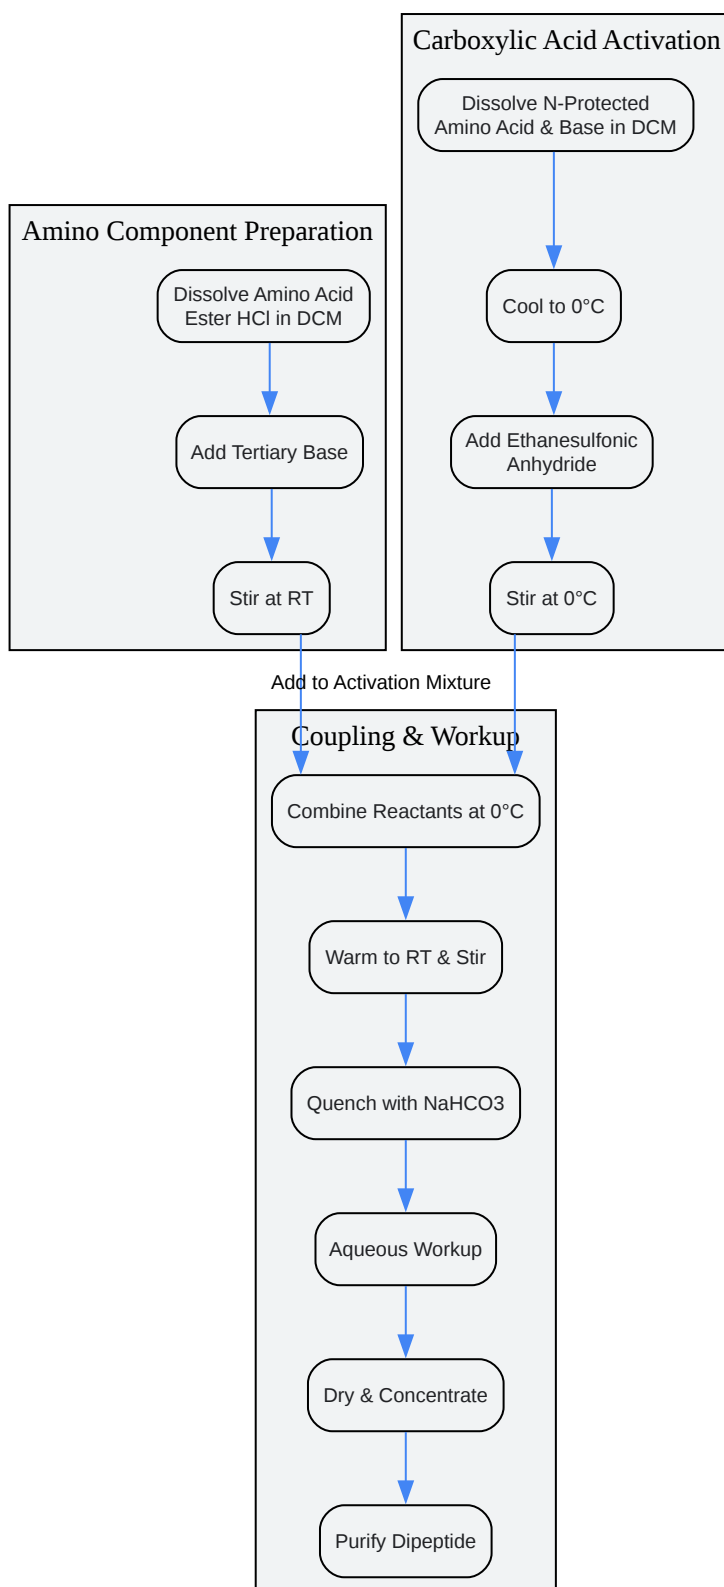 Carboxylic Acid Activation
Dissolve N-Protected
Amino Acid & Base in DCM
Cool to 0°C
Add Ethanesulfonic
Anhydride
Stir at 0°C
Amino Component Preparation
Dissolve Amino Acid
Ester HCl in DCM
Add Tertiary Base
Stir at RT
Add to Activation Mixture
Coupling & Workup
Combine Reactants at 0°C
Warm to RT & Stir
Quench with NaHCO3
Aqueous Workup
Dry & Concentrate
Purify Dipeptide